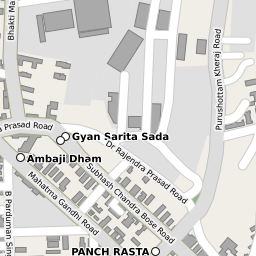 Bhakti Ma
Purushottam Kheraj Road
Prasad Road
Gyan Sarita Sada
Dr Rajendra Prasad Road
Ambaji Dham
Mahatma Gandhi Road
Subhash Chandra Bose Road
B Parduman Sin
PANCH RASTA